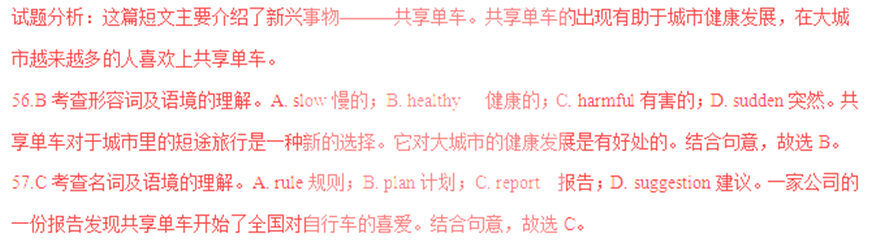 试题分析：这篇短文主要介绍了新兴事物———共享单车。共享单车的出现有助于城市健康发展，在大城
市越来越多的人喜欢上共享单车。
56.B 考查形容词及语境的理解。A. slow 慢的；B. healthy 健康的；C. harmful 有害的；D. sudden 突然。共
享单车对于城市里的短途旅行是一种新的选择。它对大城市的健康发展是有好处的。结合句意，故选 B。
57.C 考查名词及语境的理解。A. rule 规则；B. plan 计划；C. report 报告；D. suggestion 建议。一家公司的
一份报告发现共享单车开始了全国对自行车的喜爱。结合句意，故选 C。